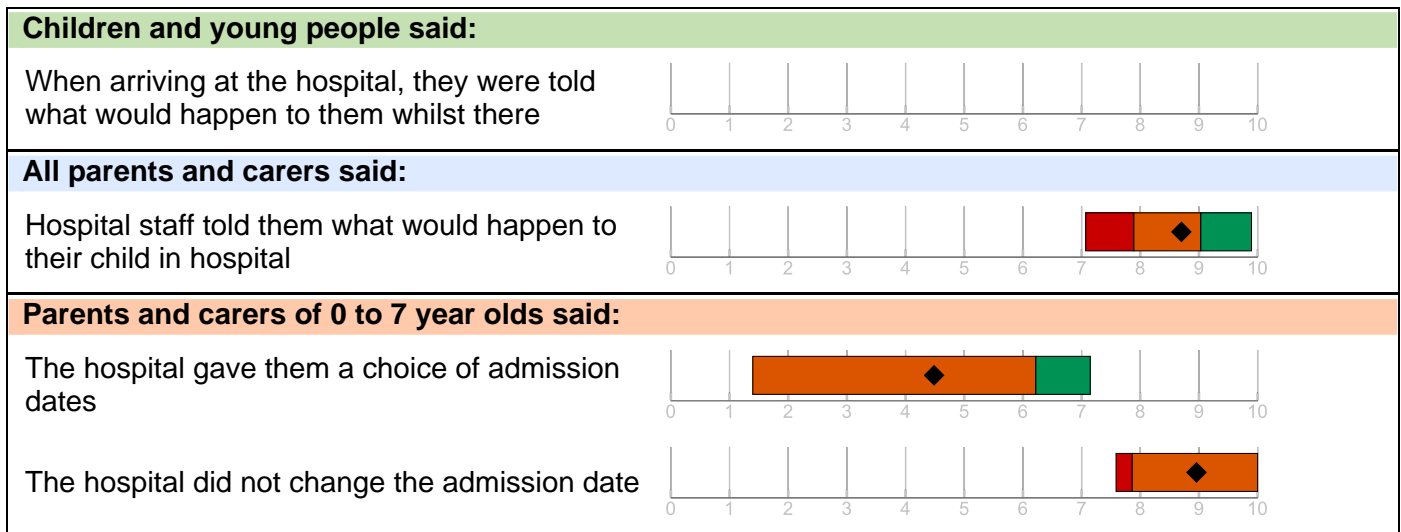 Children and young people said:
When arriving at the hospital, they were told
what would happen to them whilst there
0 1 2 3 4 5 6 7 8 9 10
All parents and carers said:
Hospital staff told them what would happen to
their child in hospital
0 1 2 3 4 5 6 7 8 9 10
Parents and carers of 0 to 7 year olds said:
The hospital gave them a choice of admission
dates
0 1 2 3 4 5 6 7 8 9 10
The hospital did not change the admission date
0 1 2 3 4 5 6 7 8 9 10